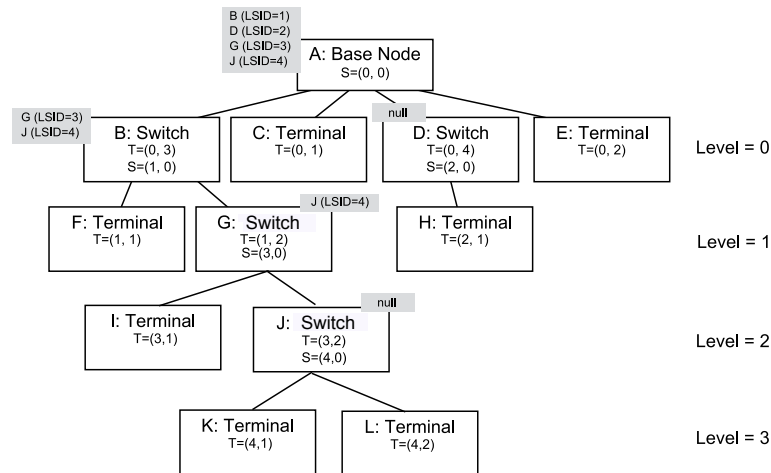 B (LSID=1)
D (LSID=2)
G (LSID=3)
J (LSID=4)
A: Base Node
S=(0, 0)
G (LSID=3)
J (LSID=4)
B: Switch
T=(0, 3)
S=(1, 0)
C: Terminal
T=(0, 1)
null
D: Switch
T=(0, 4)
S=(2, 0)
E: Terminal
T=(0, 2)
Level = 0
F: Terminal
T=(1, 1)
J (LSID=4)
G: Switch
T=(1, 2)
S=(3,0)
H: Terminal
T=(2, 1)
Level = 1
I: Terminal
T=(3,1)
null
J: Switch
T=(3,2)
S=(4,0)
Level = 2
K: Terminal
T=(4,1)
L: Terminal
T=(4,2)
Level = 3